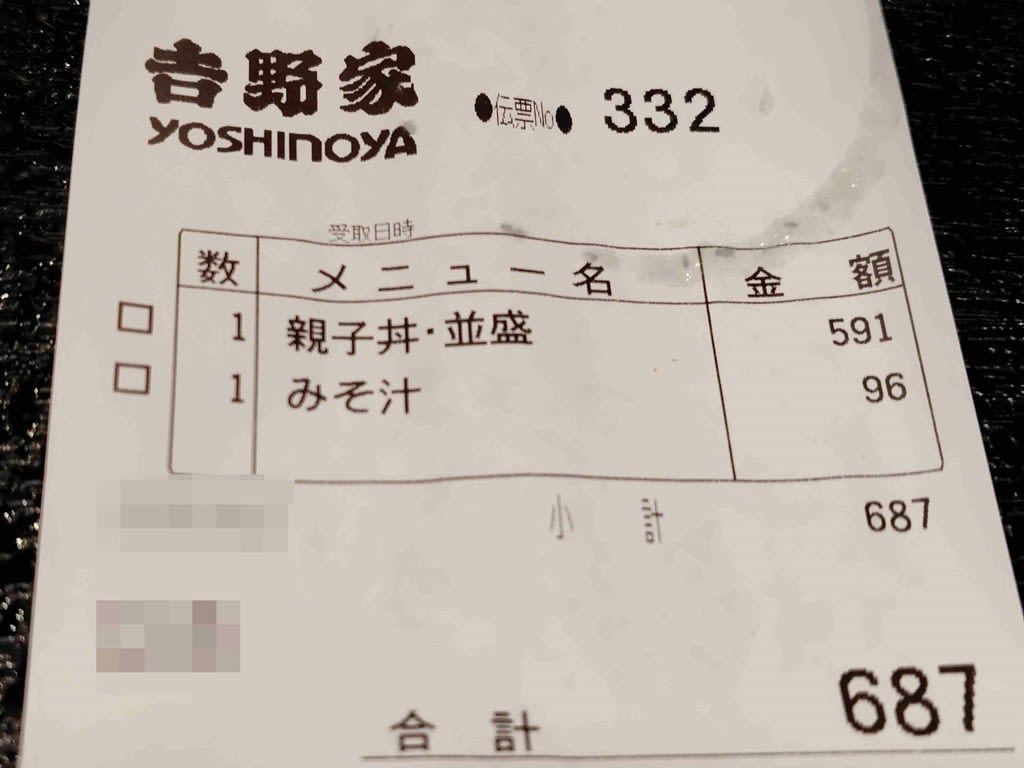 吉野家
YOSHINOYA
●伝票No● 332
受取日時
数 メニュー名 金額
□ 1 親子丼・並盛 591
□ 1 みそ汁 96
小計 687
合計 687